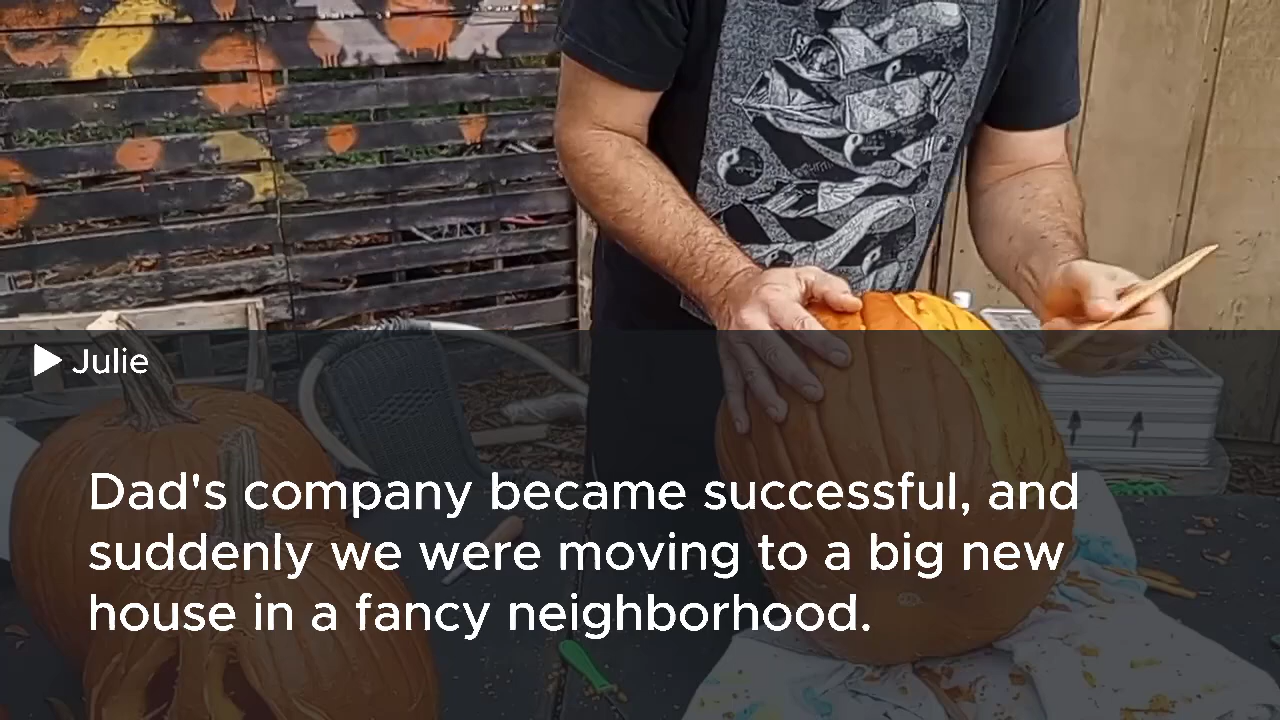 Julie
Dad's company became successful, and
suddenly we were moving to a big new
house in a fancy neighborhood.